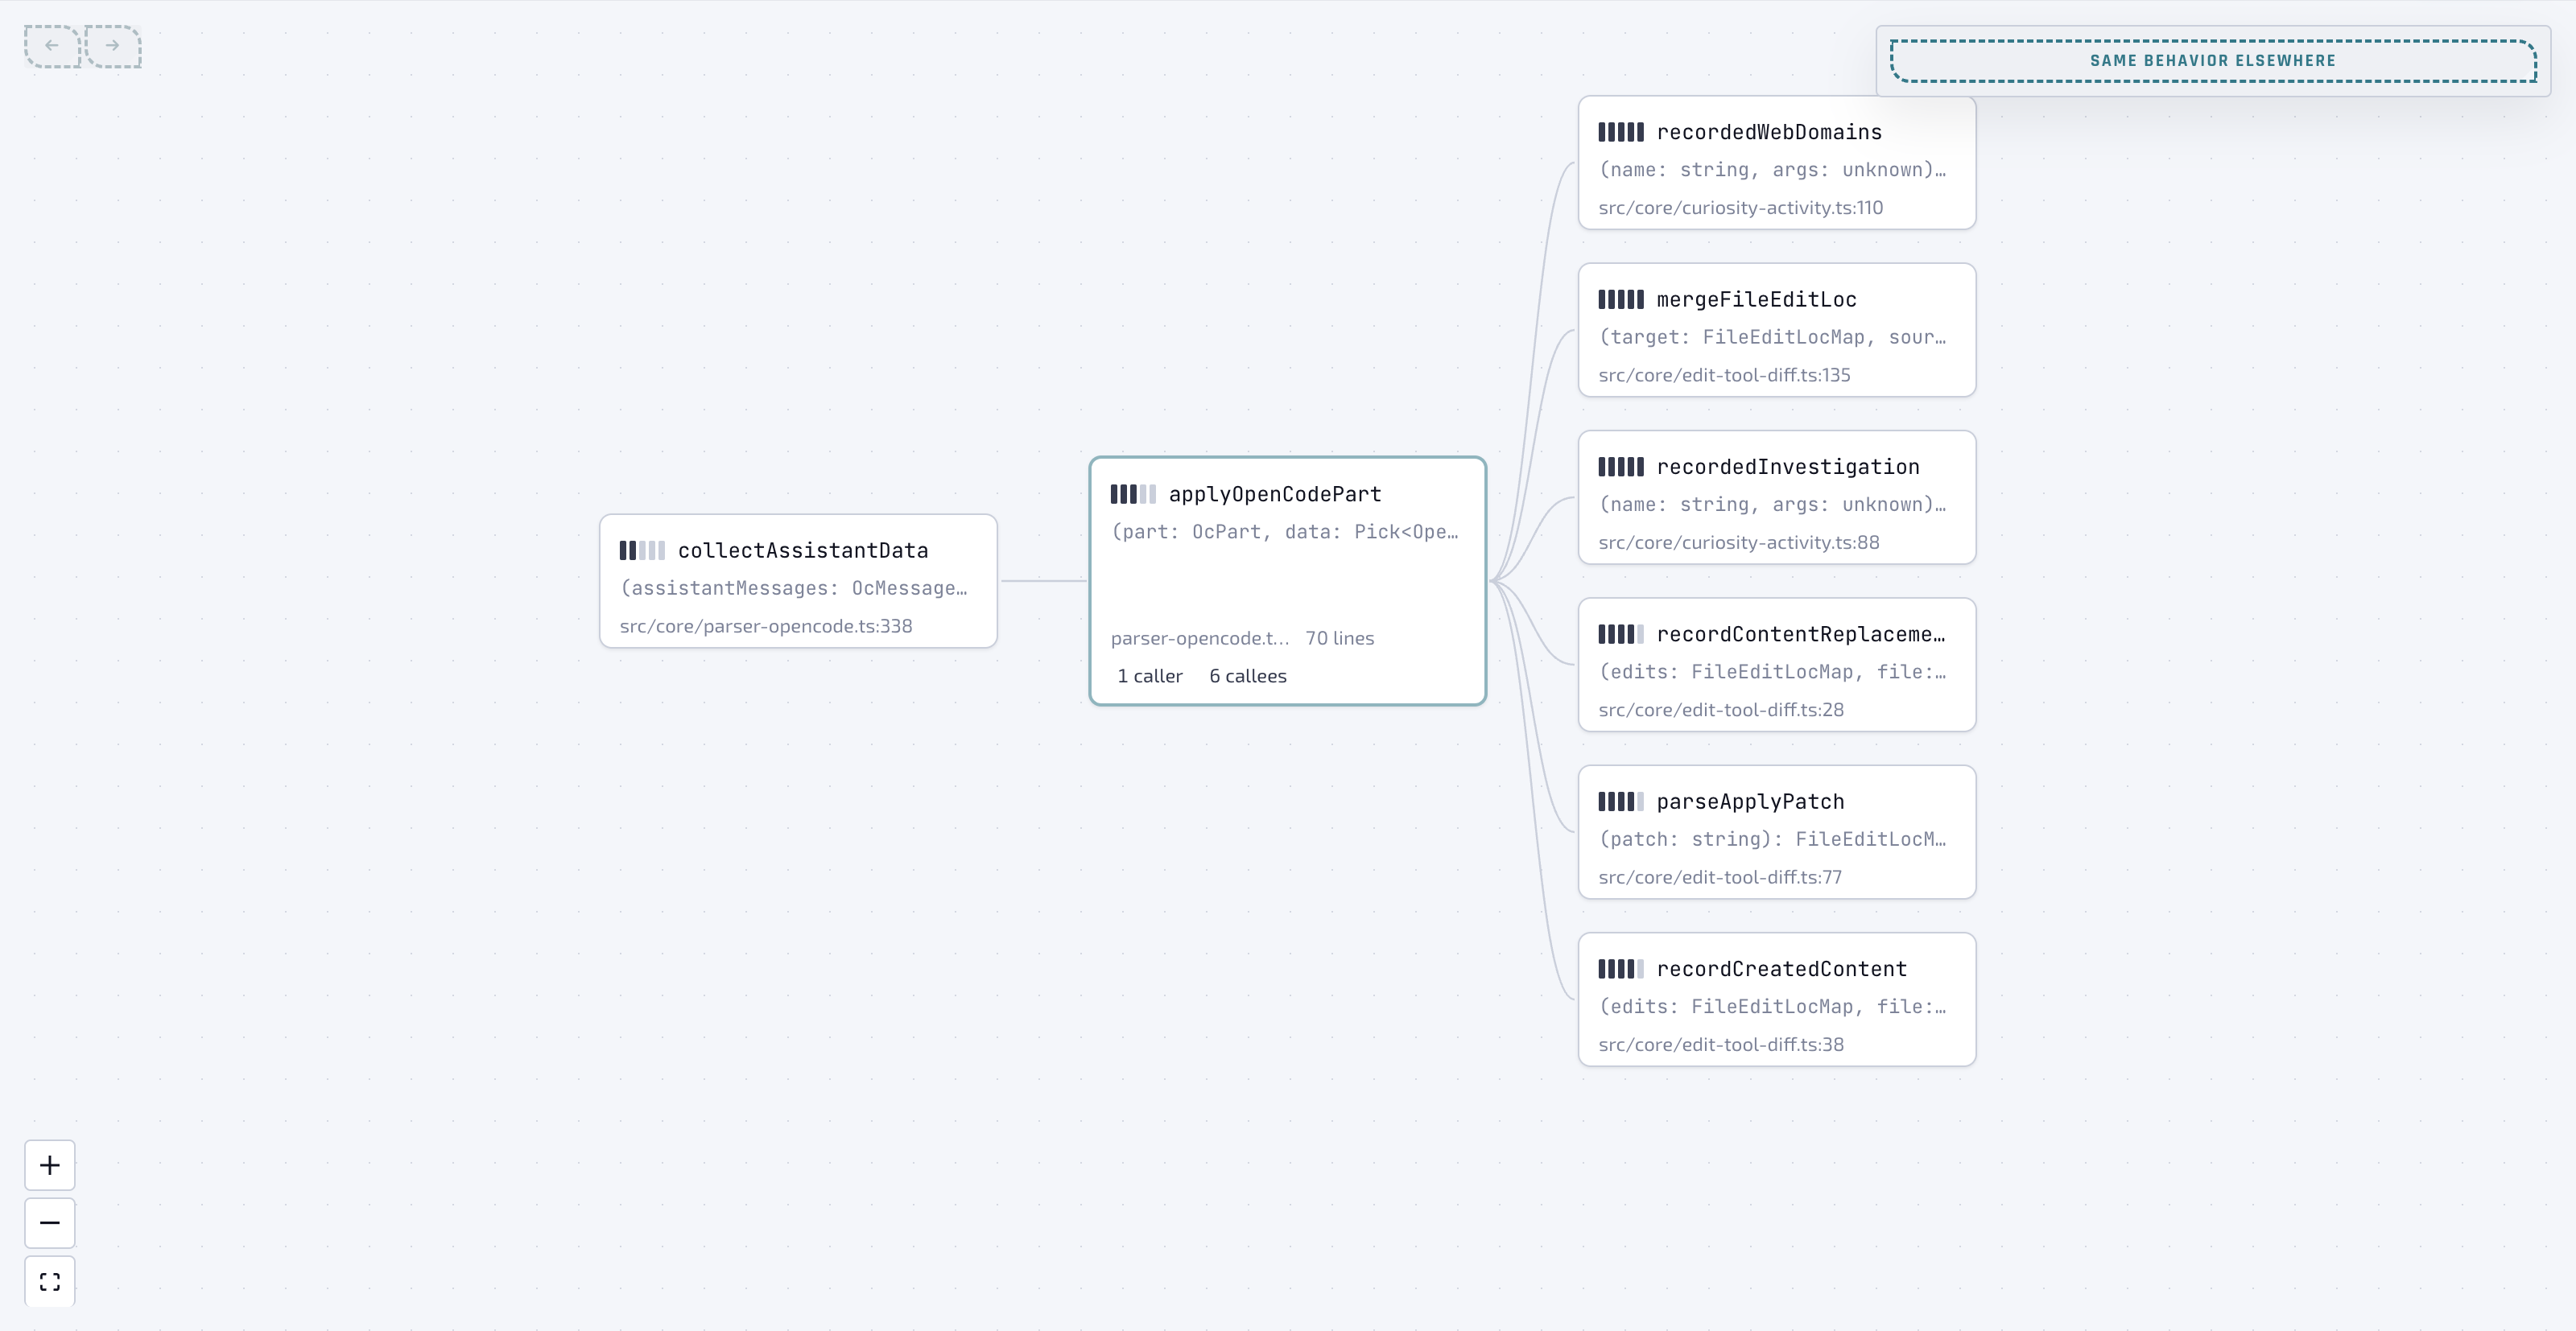 SAME BEHAVIOR ELSEWHERE
recordedWebDomains
(name: string, args: unknown)…
src/core/curiosity-activity.ts:110
mergeFileEditLoc
(target: FileEditLocMap, sour…
src/core/edit-tool-diff.ts:135
recordedInvestigation
(name: string, args: unknown)…
src/core/curiosity-activity.ts:88
collectAssistantData
(assistantMessages: OcMessage…
src/core/parser-opencode.ts:338
applyOpenCodePart
(part: OcPart, data: Pick<Ope…
parser-opencode.t… 70 lines
1 caller 6 callees
recordContentReplaceme…
(edits: FileEditLocMap, file:…
src/core/edit-tool-diff.ts:28
parseApplyPatch
(patch: string): FileEditLocM…
src/core/edit-tool-diff.ts:77
recordCreatedContent
(edits: FileEditLocMap, file:…
src/core/edit-tool-diff.ts:38